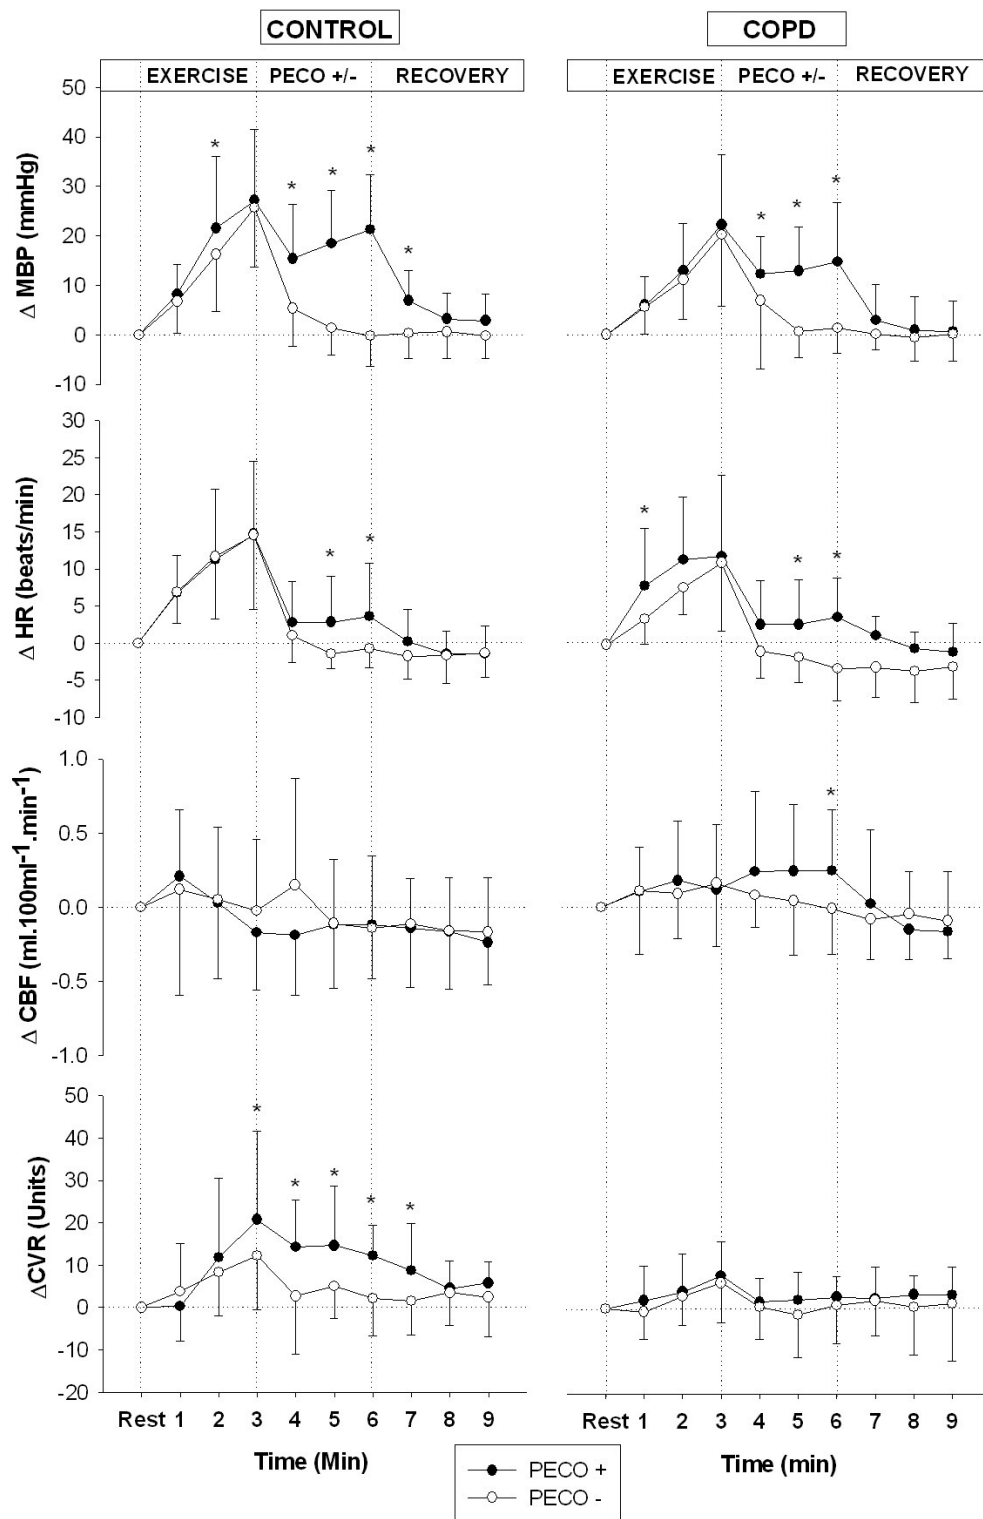 CONTROL COPD
EXERCISE PECO +/- RECOVERY EXERCISE PECO +/- RECOVERY
Δ MBP (mmHg)
50
40
* * * *
30
*
20
10
0
-10
* * *
Δ HR (beats/min)
30
25
20
15
10
5
0
-5
-10
* *
* * *
Δ CBF (ml.100ml⁻¹.min⁻¹)
1.0
0.5
0.0
-0.5
-1.0
*
ΔCVR (Units)
50
40
30
20
10
0
-10
-20
* * * * *
Rest 1 2 3 4 5 6 7 8 9 Rest 1 2 3 4 5 6 7 8 9
Time (Min) Time (min)
PECO +
PECO -